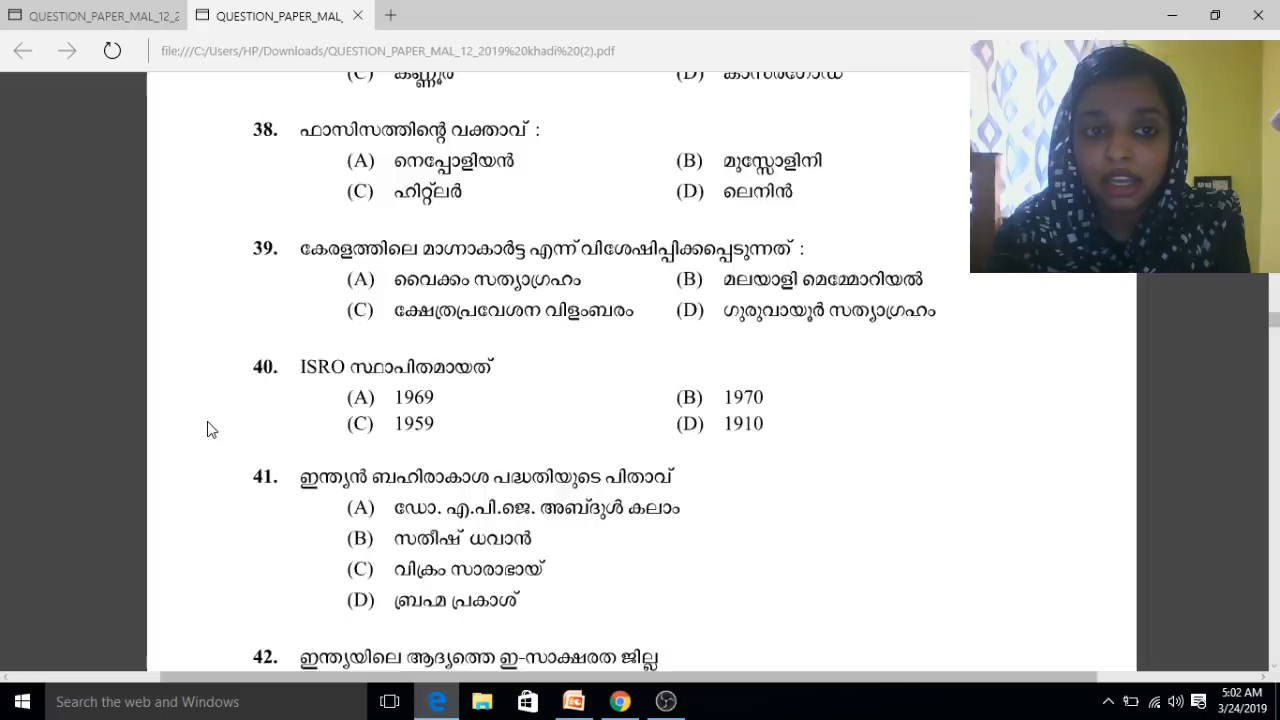 QUESTION_PAPER_MAL_12_2
QUESTION_PAPER_MAL_
file:///C:/Users/HP/Downloads/QUESTION_PAPER_MAL_12_2019%20khadi%20(2).pdf
(C) കണ്ണൂർ (D) കാസർഗോഡ്
38. ഫാസിസത്തിന്റെ വക്താവ് :
(A) നെപ്പോളിയൻ (B) മുസ്സോളിനി
(C) ഹിറ്റ്ലർ (D) ലെനിൻ
39. കേരളത്തിലെ മാഗ്നാകാർട്ട എന്ന് വിശേഷിപ്പിക്കപ്പെടുന്നത് :
(A) വൈക്കം സത്യാഗ്രഹം (B) മലയാളി മെമ്മോറിയൽ
(C) ക്ഷേത്രപ്രവേശന വിളംബരം (D) ഗുരുവായൂർ സത്യാഗ്രഹം
40. ISRO സ്ഥാപിതമായത്
(A) 1969 (B) 1970
(C) 1959 (D) 1910
41. ഇന്ത്യൻ ബഹിരാകാശ പദ്ധതിയുടെ പിതാവ്
(A) ഡോ. എ.പി.ജെ. അബ്ദുൾ കലാം
(B) സതീഷ് ധവാൻ
(C) വിക്രം സാരാഭായ്
(D) ബ്രഹ്മ പ്രകാശ്
42. ഇന്ത്യയിലെ ആദ്യത്തെ ഇ-സാക്ഷരത ജില്ല
Search the web and Windows
5:02 AM
3/24/2019